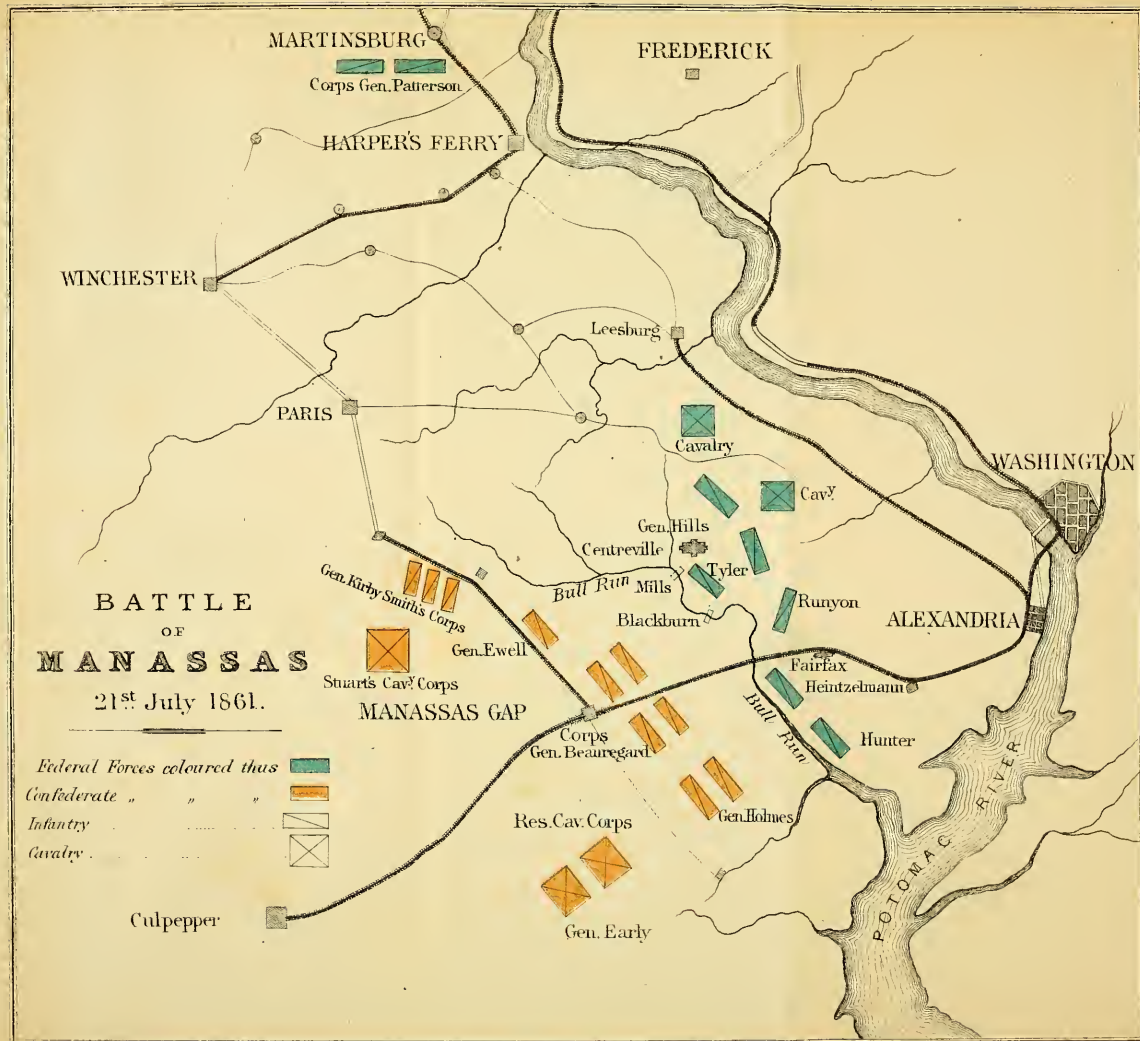 MARTINSBURG
Corps Gen. Patterson
FREDERICK
HARPER'S FERRY
WINCHESTER
Leesburg
PARIS
Cavalry
WASHINGTON
Cavy
Gen. Hills
Centreville
Bull Run
Mills
Tyler
Blackburn
Runyon
ALEXANDRIA
Gen. Kirby Smith's Corps
Gen. Ewell
Stuart's Cavy Corps
MANASSAS GAP
Fairfax
Heintzelmann
Corps
Gen. Beauregard
Bull Run
Hunter
Gen. Holmes
Res. Cav. Corps
Gen. Early
Culpepper
POTOMAC RIVER
BATTLE
OF
MANASSAS
21st July 1861.
Federal Forces coloured thus
Confederate „ „ „
Infantry
Cavalry